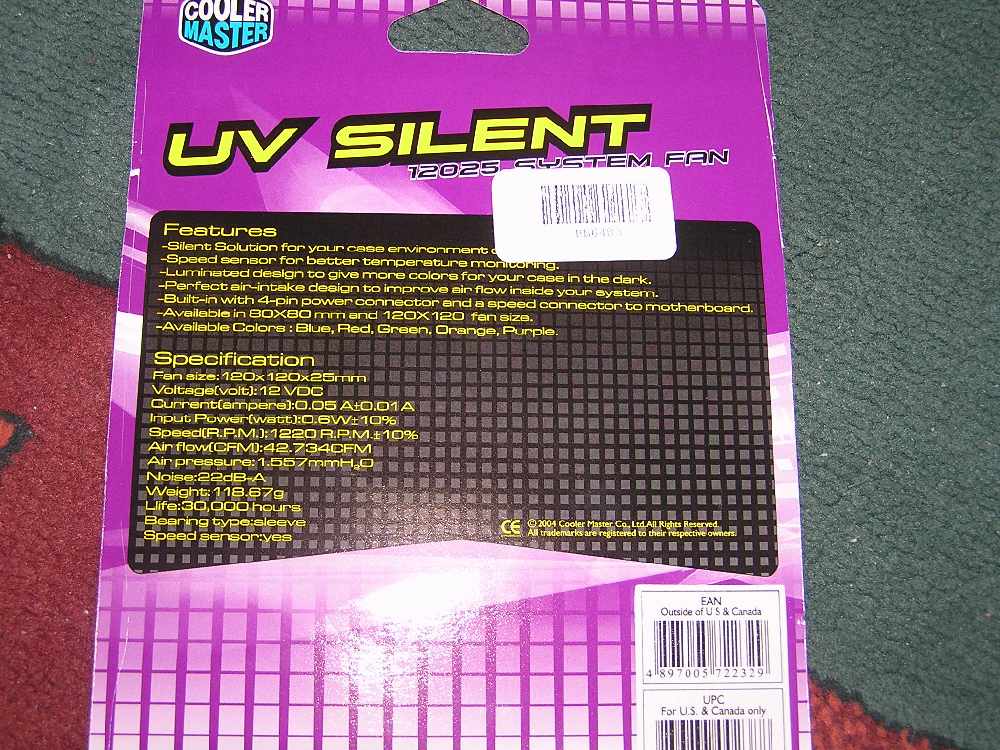 COOLER
MASTER
UV SILENT
12025 SYSTEM FAN
Features
-Silent Solution for your case environment
-Speed sensor for better temperature monitoring.
-Luminated design to give more colors for your case in the dark.
-Perfect air-intake design to improve air flow inside your system.
-Built-in with 4-pin power connector and a speed connector to motherboard.
-Available in 80X80 mm and 120X120 fan size.
-Available Colors : Blue, Red, Green, Orange, Purple.
Specification
Fan size:120x120x25mm
Voltage(volt):12 VDC
Current(ampere):0.05 A±0.01A
Input Power(watt):0.6W±10%
Speed(R.P.M.):1220 R.P.M.±10%
Air flow(CFM):42.734CFM
Air pressure:1.557mmH₂O
Noise:22dB-A
Weight:118.67g
Llife:30,000 hours
Bearing type:sleeve
Speed sensor:yes
CE © 2004 Cooler Master Co., Ltd.All Rights Reserved.
All trademarks are registered to their respective owners.
EAN
Outside of U S & Canada
4 897005 722329
UPC
For U.S. & Canada only